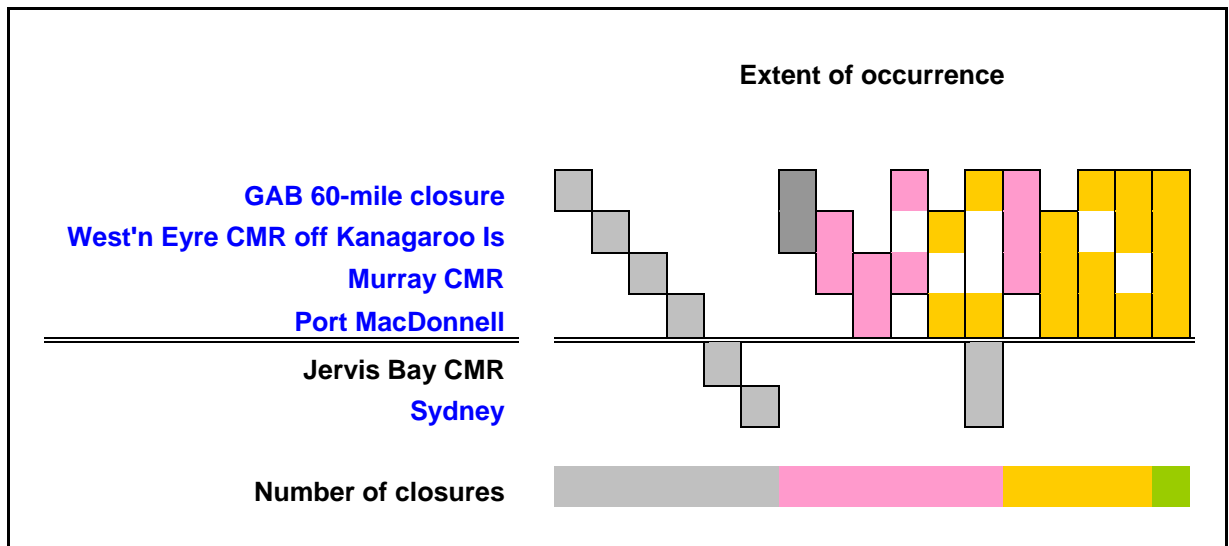 Extent of occurrence
GAB 60-mile closure
West'n Eyre CMR off Kanagaroo Is
Murray CMR
Port MacDonnell
Jervis Bay CMR
Sydney
Number of closures